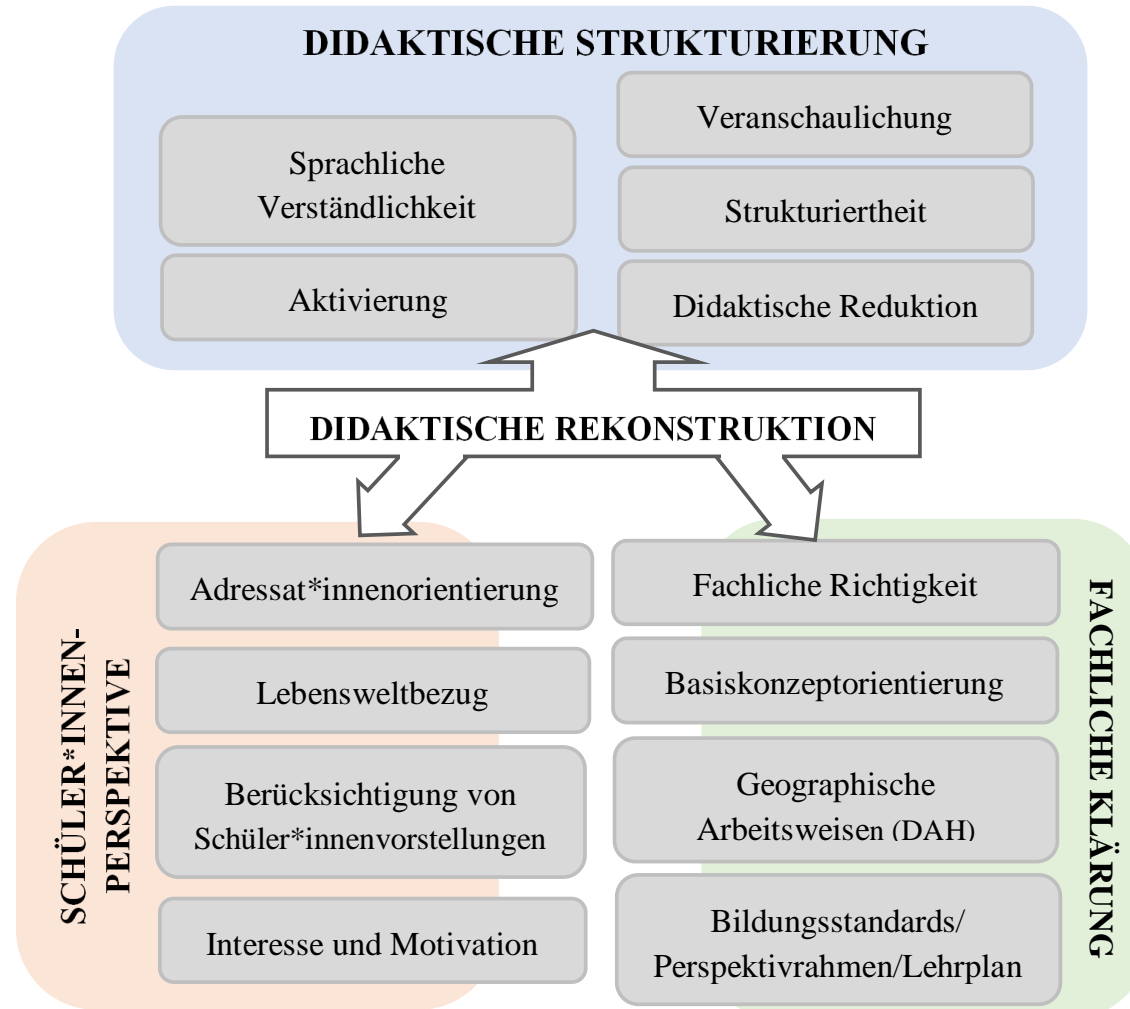 DIDAKTISCHE STRUKTURIERUNG
Sprachliche
Verständlichkeit
Aktivierung
Veranschaulichung
Strukturiertheit
Didaktische Reduktion
DIDAKTISCHE REKONSTRUKTION
SCHÜLER*INNEN-
PERSPEKTIVE
Adressat*innenorientierung
Lebensweltbezug
Berücksichtigung von
Schüler*innenvorstellungen
Interesse und Motivation
Fachliche Richtigkeit
Basiskonzeptorientierung
Geographische
Arbeitsweisen (DAH)
Bildungsstandards/
Perspektivrahmen/Lehrplan
FACHLICHE KLÄRUNG